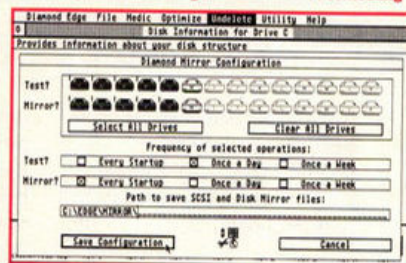 Diamond Edge File Medic Optimize Undelete Utility Help
Disk Information for Drive C
Provides information about your disk structure
Diamond Mirror Configuration
Test?
Mirror?
Select All Drives Clear All Drives
Frequency of selected operations:
Test? Every Startup Once a Day Once a Week
Mirror? Every Startup Once a Day Once a Week
Path to save SCSI and Disk Mirror files:
C:\EDGE\MIRROR\
Save Configuration Cancel